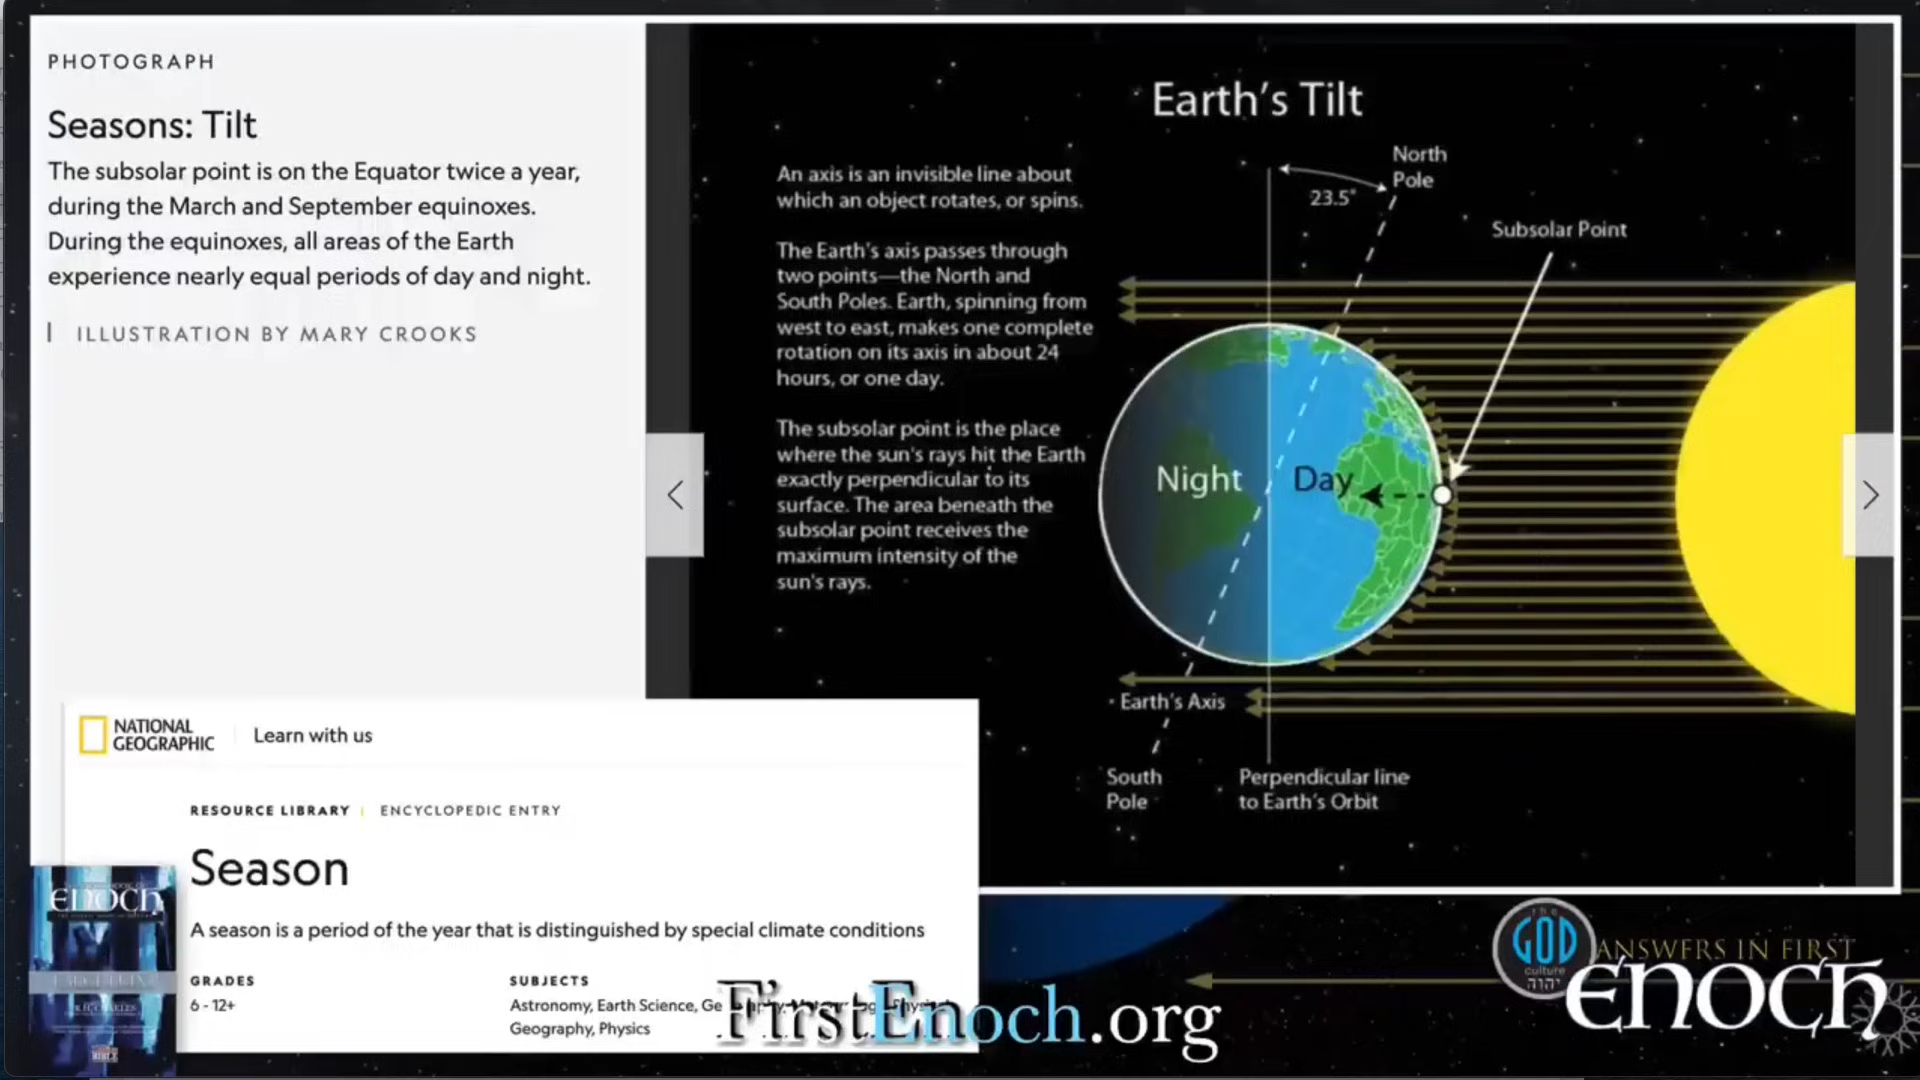 PHOTOGRAPH
Seasons: Tilt
The subsolar point is on the Equator twice a year,
during the March and September equinoxes.
During the equinoxes, all areas of the Earth
experience nearly equal periods of day and night.
ILLUSTRATION BY MARY CROOKS
Earth's Tilt
An axis is an invisible line about
which an object rotates, or spins.
The Earth's axis passes through
two points—the North and
South Poles. Earth, spinning from
west to east, makes one complete
rotation on its axis in about 24
hours, or one day.
The subsolar point is the place
where the sun's rays hit the Earth
exactly perpendicular to its
surface. The area beneath the
subsolar point receives the
maximum intensity of the
sun's rays.
North
Pole
23.5°
Subsolar Point
Night
Day
Earth's Axis
South
Pole
Perpendicular line
to Earth's Orbit
NATIONAL
GEOGRAPHIC
Learn with us
RESOURCE LIBRARY | ENCYCLOPEDIC ENTRY
Season
A season is a period of the year that is distinguished by special climate conditions
GRADES
6 - 12+
SUBJECTS
Astronomy, Earth Science,
Geography, Physics
ENOCH
R.H. CHARLES
FirstEnoch.org
the
GOD
culture
יהוה
ANSWERS IN FIRST
ENOCH